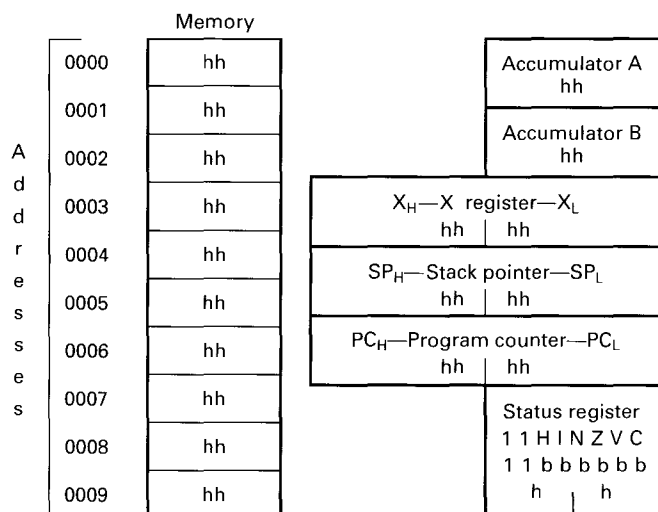 Memory
Addresses
0000 hh
0001 hh
0002 hh
0003 hh
0004 hh
0005 hh
0006 hh
0007 hh
0008 hh
0009 hh
Accumulator A
hh
Accumulator B
hh
X_H—X register—X_L
hh hh
SP_H—Stack pointer—SP_L
hh hh
PC_H—Program counter—PC_L
hh hh
Status register
1 1 H I N Z V C
1 1 b b b b b b
h h